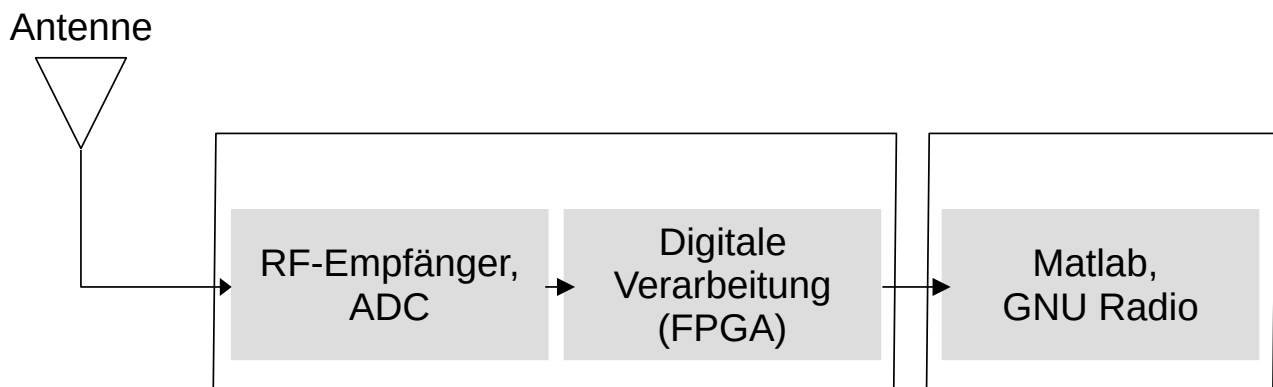 Antenne
RF-Empfänger,
ADC
Digitale
Verarbeitung
(FPGA)
Matlab,
GNU Radio